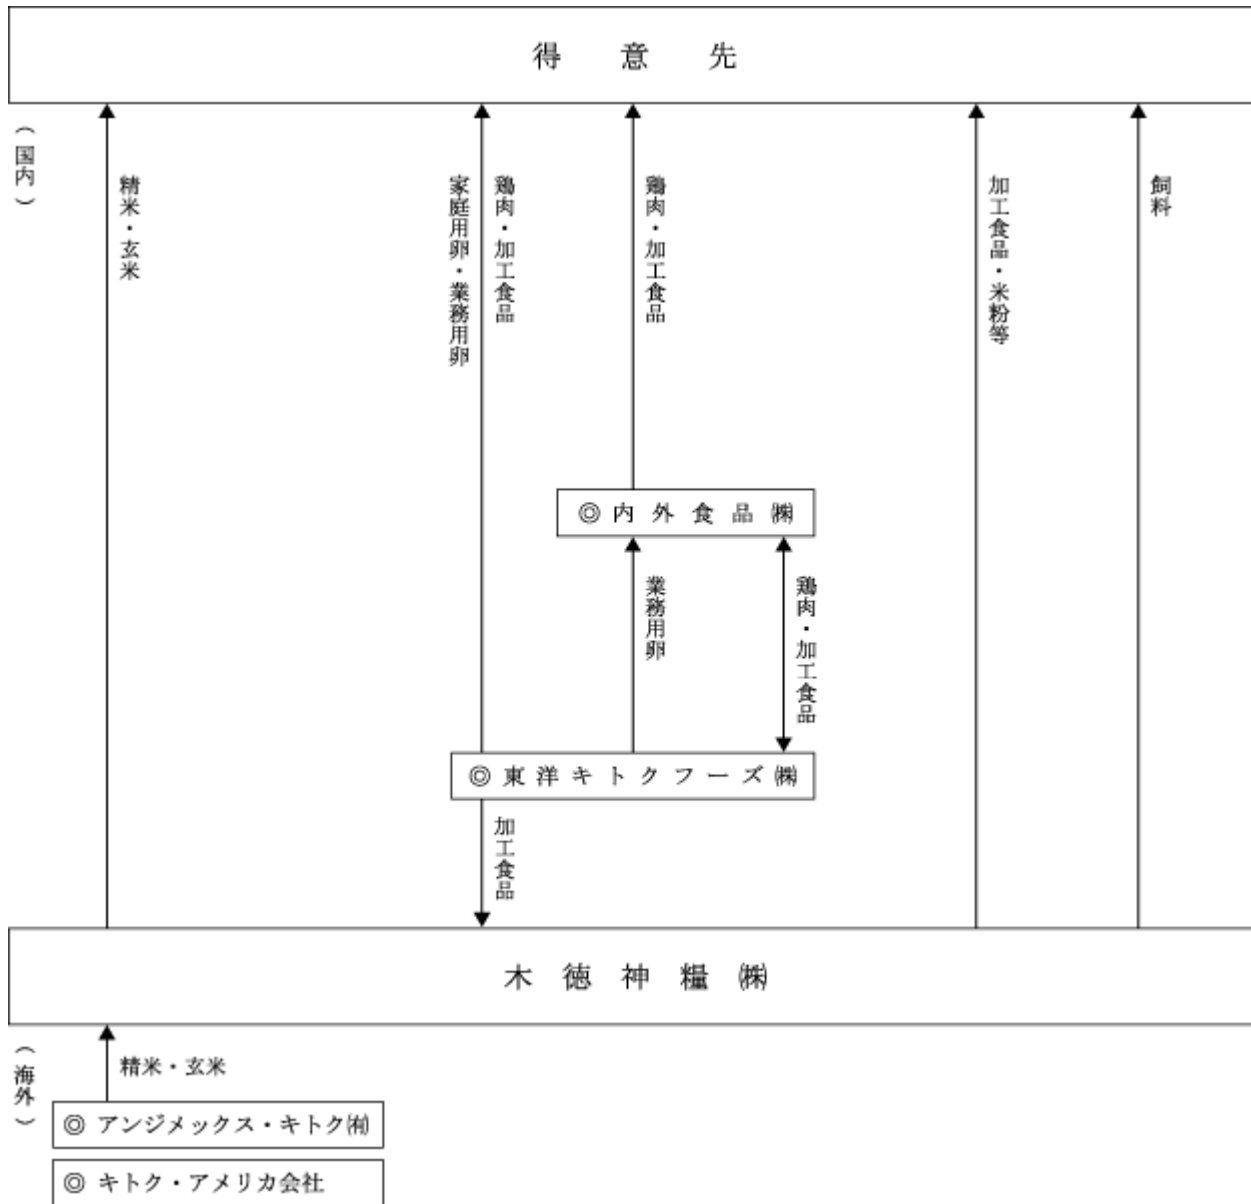 得意先
（国内）
精米・玄米
家庭用卵・業務用卵
鶏肉・加工食品
鶏肉・加工食品
加工食品・米粉等
飼料
◎ 内外食品㈱
業務用卵
鶏肉・加工食品
◎ 東洋キトクフーズ㈱
加工食品
木徳神糧㈱
（海外）
精米・玄米
◎ アンジメックス・キトク㈲
◎ キトク・アメリカ会社